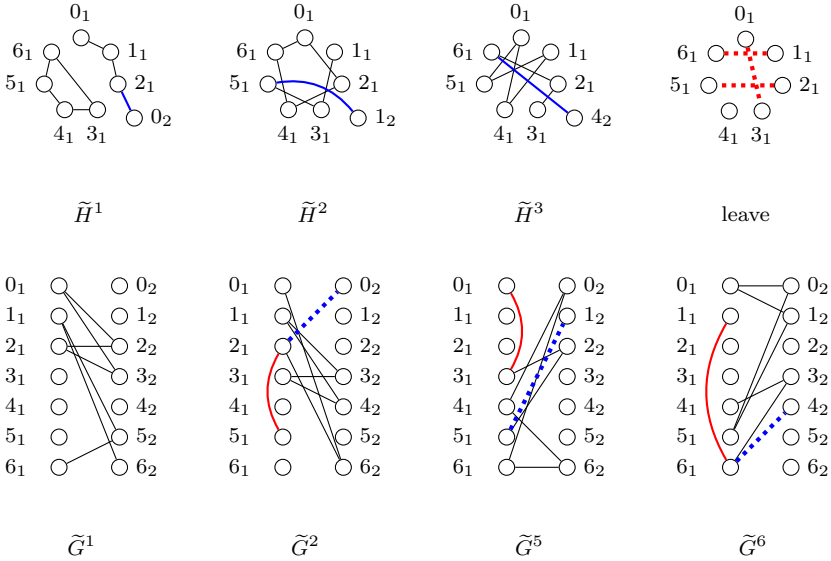 0₁ 0₁ 0₁ 0₁
6₁ 1₁ 6₁ 1₁ 6₁ 1₁ 6₁ 1₁
5₁ 2₁ 5₁ 2₁ 5₁ 2₁ 5₁ 2₁
0₂ 1₂ 4₂
4₁ 3₁ 4₁ 3₁ 4₁ 3₁ 4₁ 3₁
H̃¹ H̃² H̃³ leave
0₁ 0₂ 0₁ 0₂ 0₁ 0₂ 0₁ 0₂
1₁ 1₂ 1₁ 1₂ 1₁ 1₂ 1₁ 1₂
2₁ 2₂ 2₁ 2₂ 2₁ 2₂ 2₁ 2₂
3₁ 3₂ 3₁ 3₂ 3₁ 3₂ 3₁ 3₂
4₁ 4₂ 4₁ 4₂ 4₁ 4₂ 4₁ 4₂
5₁ 5₂ 5₁ 5₂ 5₁ 5₂ 5₁ 5₂
6₁ 6₂ 6₁ 6₂ 6₁ 6₂ 6₁ 6₂
G̃¹ G̃² G̃⁵ G̃⁶